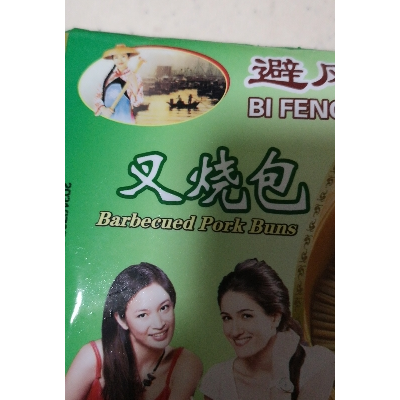 避风
BI FENG
叉烧包
Barbecued Pork Buns